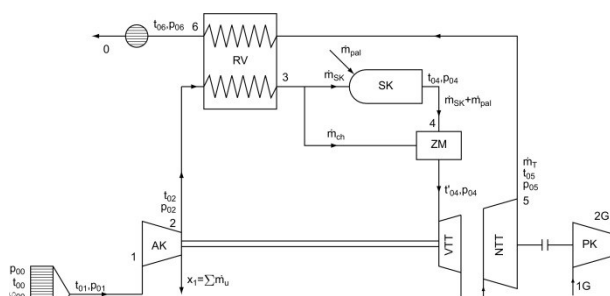 t06,p06
6
0
RV
3
ṁpal
ṁSK
SK
t04,p04
ṁSK+ṁpal
4
ṁch
ZM
t02
p02
2
t'04,p04
ṁT
t05
p05
5
2G
AK
VTT
NTT
PK
1
p00
t00
t01,p01
x1=∑ṁu
1G